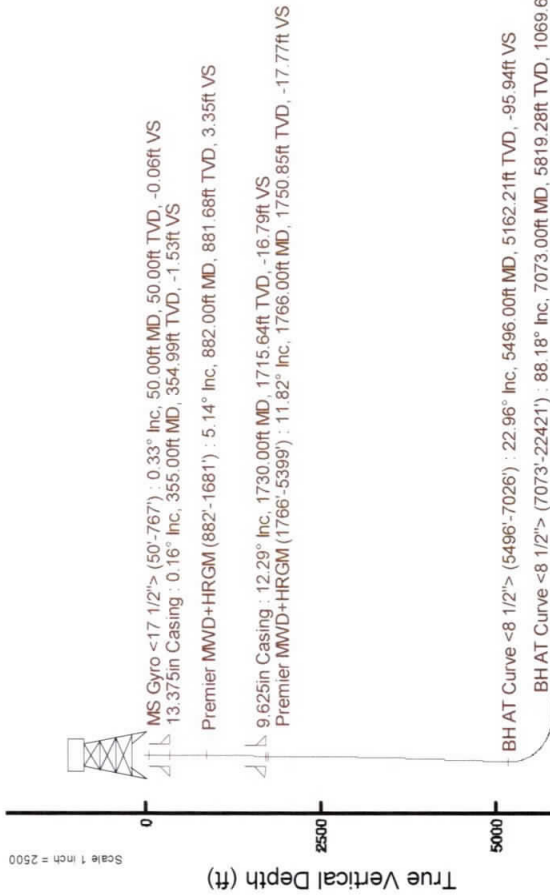 Scale 1 inch = 2500
True Vertical Depth (ft)
0
2500
5000
MS Gyro <17 1/2"> (50'-767') : 0.33° Inc, 50.00ft MD, 50.00ft TVD, -0.06ft VS
13.375in Casing : 0.16° Inc, 355.00ft MD, 354.99ft TVD, -1.53ft VS
Premier MWD+HRGM (882'-1681') : 5.14° Inc, 882.00ft MD, 881.68ft TVD, 3.35ft VS
9.625in Casing : 12.29° Inc, 1730.00ft MD, 1715.64ft TVD, -16.79ft VS
Premier MWD+HRGM (1766'-5399') : 11.82° Inc, 1766.00ft MD, 1750.85ft TVD, -17.77ft VS
BH AT Curve <8 1/2"> (5496'-7026') : 22.96° Inc, 5496.00ft MD, 5162.21ft TVD, -95.94ft VS
BH AT Curve <8 1/2"> (7073'-22421') : 88.18° Inc, 7073.00ft MD, 5819.28ft TVD, 1069.6